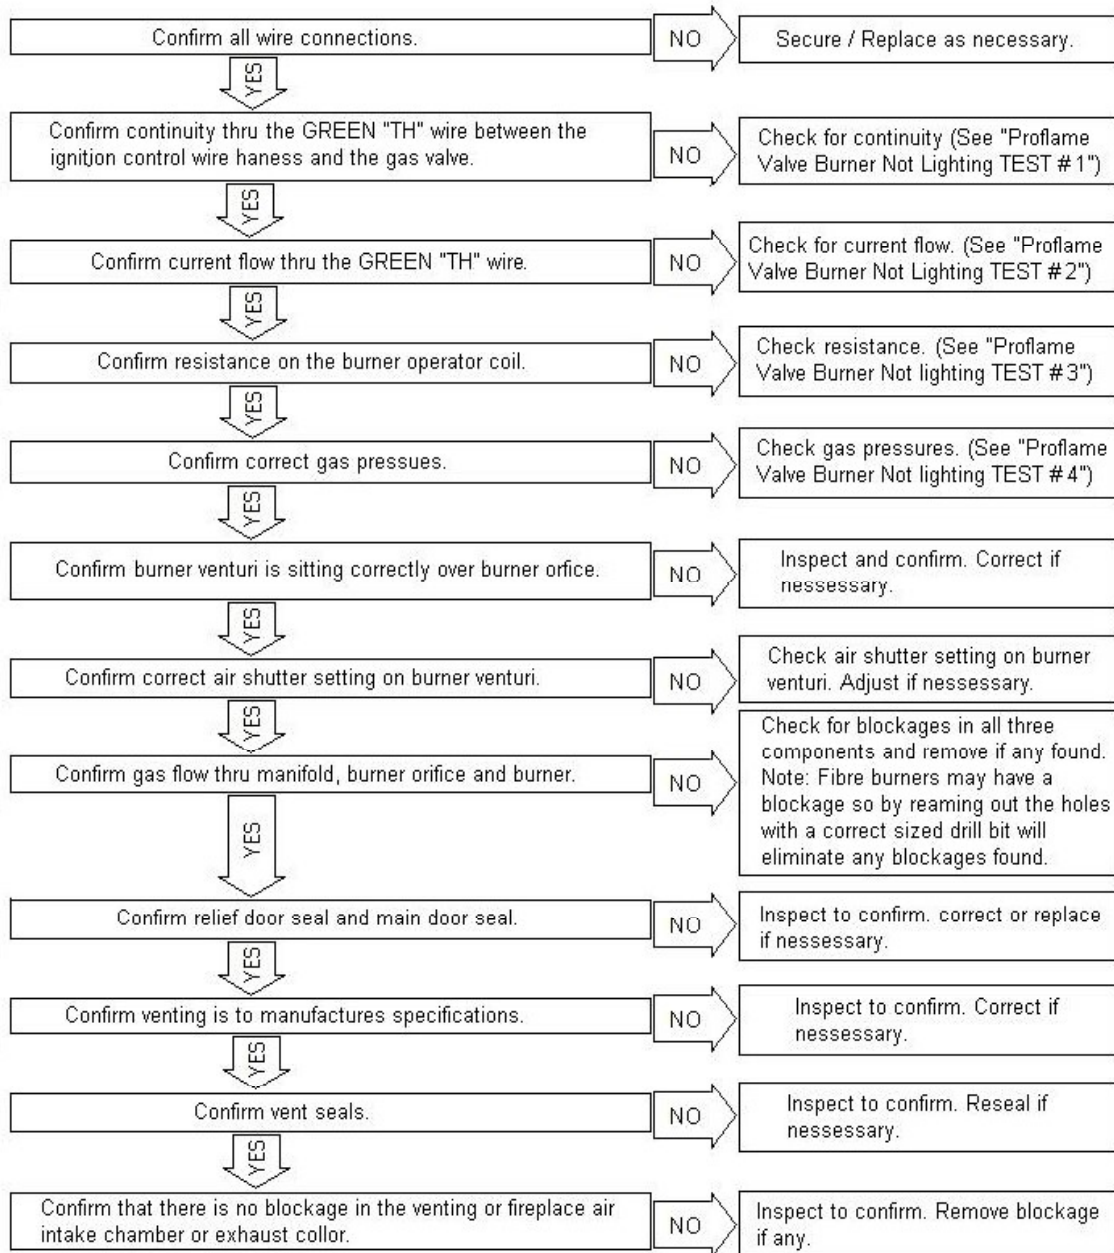 Confirm all wire connections.
NO
Secure / Replace as necessary.
YES
Confirm continuity thru the GREEN "TH" wire between the
ignition control wire haness and the gas valve.
NO
Check for continuity (See "Proflame
Valve Burner Not Lighting TEST #1")
YES
Confirm current flow thru the GREEN "TH" wire.
NO
Check for current flow. (See "Proflame
Valve Burner Not Lighting TEST #2")
YES
Confirm resistance on the burner operator coil.
NO
Check resistance. (See "Proflame
Valve Burner Not lighting TEST #3")
YES
Confirm correct gas pressues.
NO
Check gas pressures. (See "Proflame
Valve Burner Not lighting TEST #4")
YES
Confirm burner venturi is sitting correctly over burner orfice.
NO
Inspect and confirm. Correct if
nessessary.
YES
Confirm correct air shutter setting on burner venturi.
NO
Check air shutter setting on burner
venturi. Adjust if nessessary.
YES
Confirm gas flow thru manifold, burner orifice and burner.
NO
Check for blockages in all three
components and remove if any found.
Note: Fibre burners may have a
blockage so by reaming out the holes
with a correct sized drill bit will
eliminate any blockages found.
YES
Confirm relief door seal and main door seal.
NO
Inspect to confirm. correct or replace
if nessessary.
YES
Confirm venting is to manufactures specifications.
NO
Inspect to confirm. Correct if
nessessary.
YES
Confirm vent seals.
NO
Inspect to confirm. Reseal if
nessessary.
YES
Confirm that there is no blockage in the venting or fireplace air
intake chamber or exhaust collor.
NO
Inspect to confirm. Remove blockage
if any.